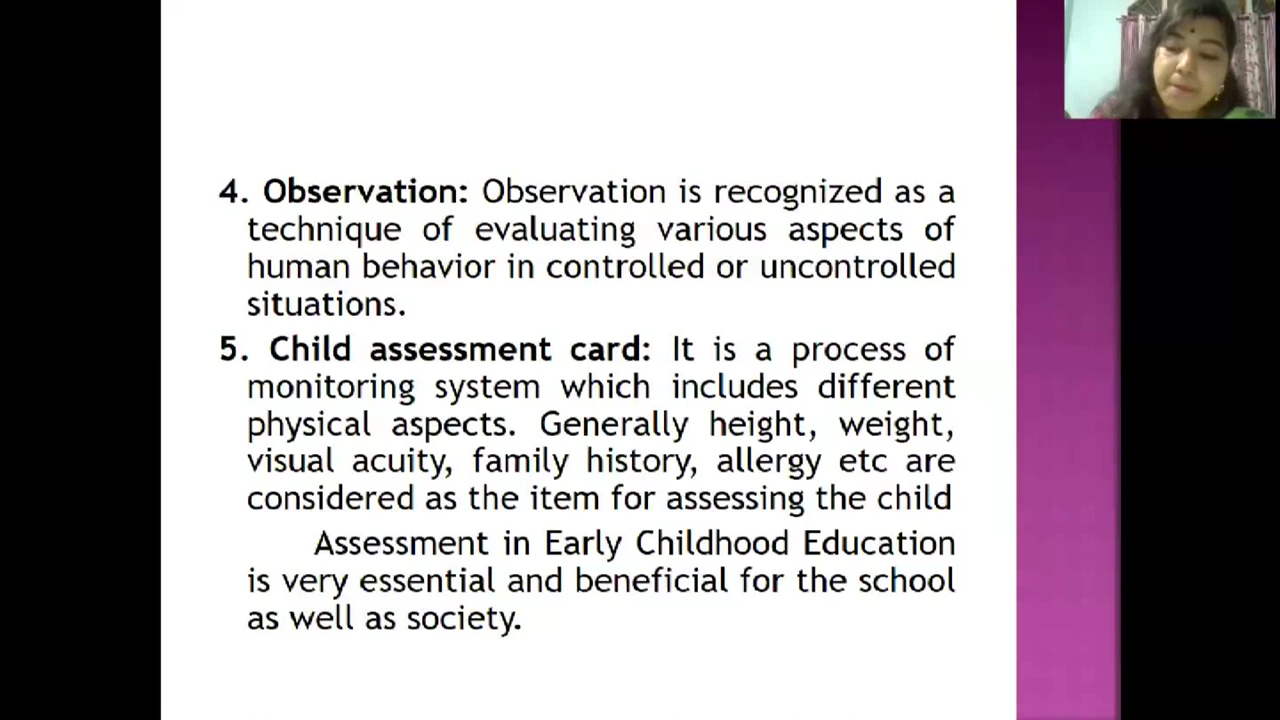 4. Observation: Observation is recognized as a
technique of evaluating various aspects of
human behavior in controlled or uncontrolled
situations.
5. Child assessment card: It is a process of
monitoring system which includes different
physical aspects. Generally height, weight,
visual acuity, family history, allergy etc are
considered as the item for assessing the child
Assessment in Early Childhood Education
is very essential and beneficial for the school
as well as society.